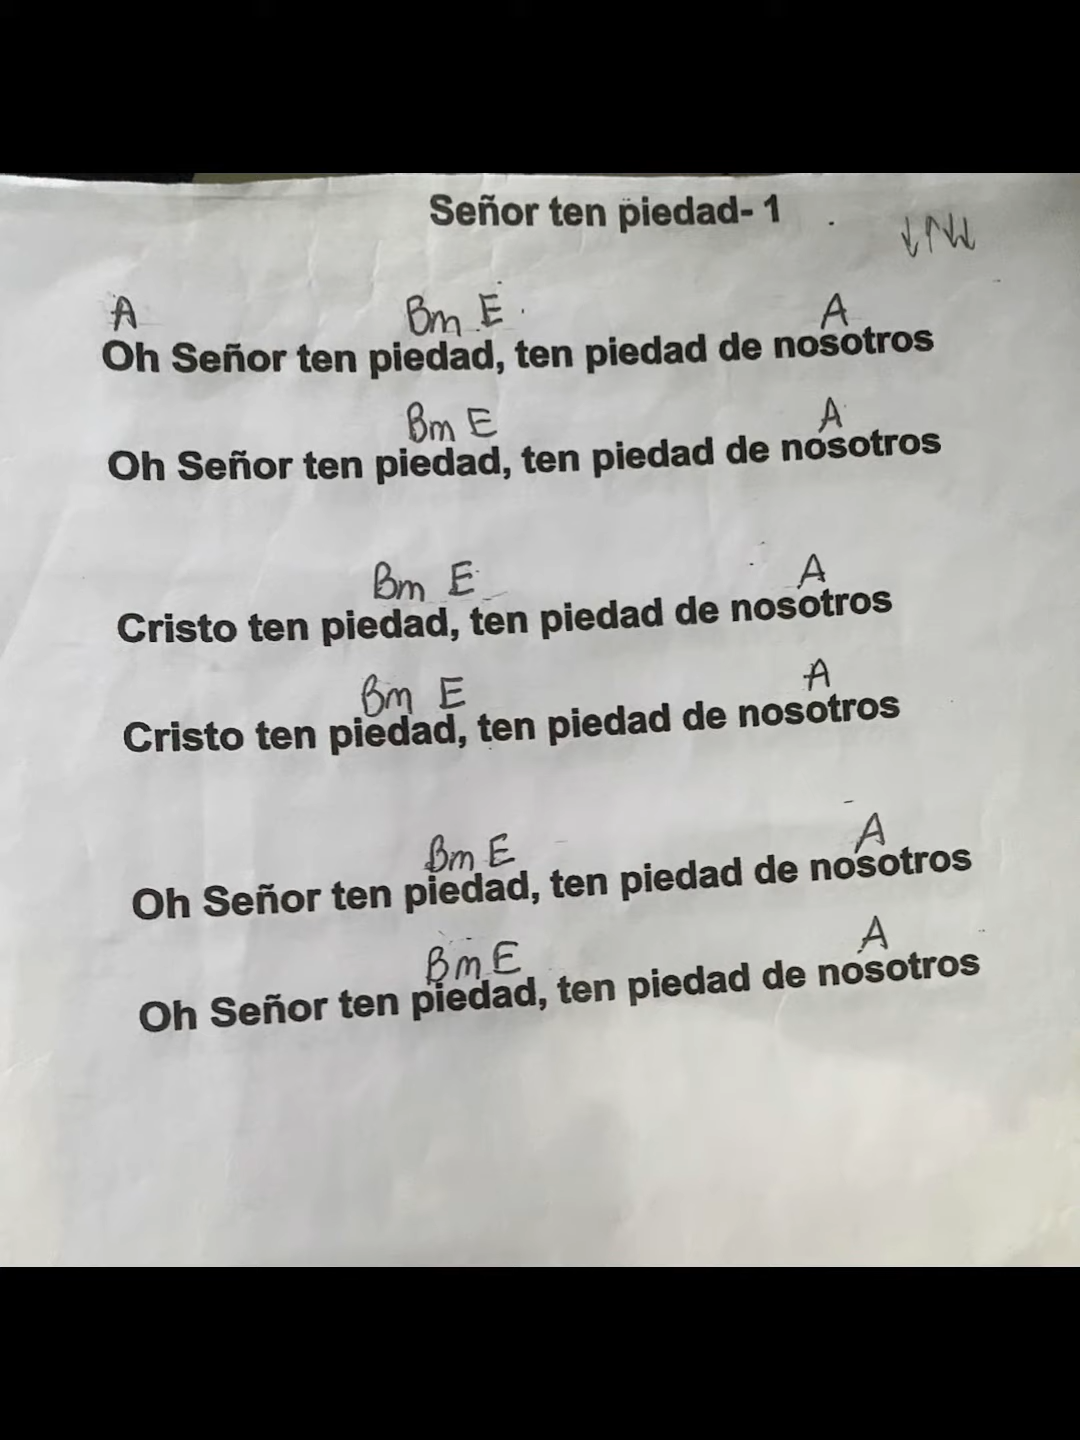 Señor ten piedad- 1
↓↑↓↓
A Bm E A
Oh Señor ten piedad, ten piedad de nosotros
Bm E A
Oh Señor ten piedad, ten piedad de nosotros
Bm E A
Cristo ten piedad, ten piedad de nosotros
Bm E A
Cristo ten piedad, ten piedad de nosotros
Bm E A
Oh Señor ten piedad, ten piedad de nosotros
Bm E A
Oh Señor ten piedad, ten piedad de nosotros